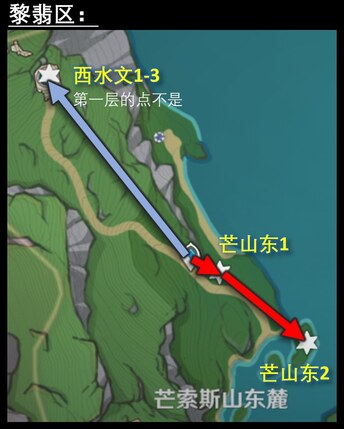 黎翡区：
西水文1-3
第一层的点不是
芒山东1
芒山东2
芒索斯山东麓